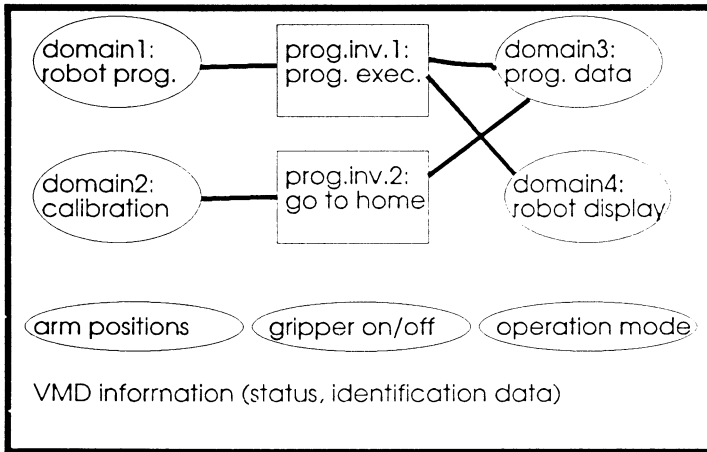 domain1:
robot prog.
prog.inv.1:
prog. exec.
domain3:
prog. data
domain2:
calibration
prog.inv.2:
go to home
domain4:
robot display
arm positions
gripper on/off
operation mode
VMD information (status, identification data)